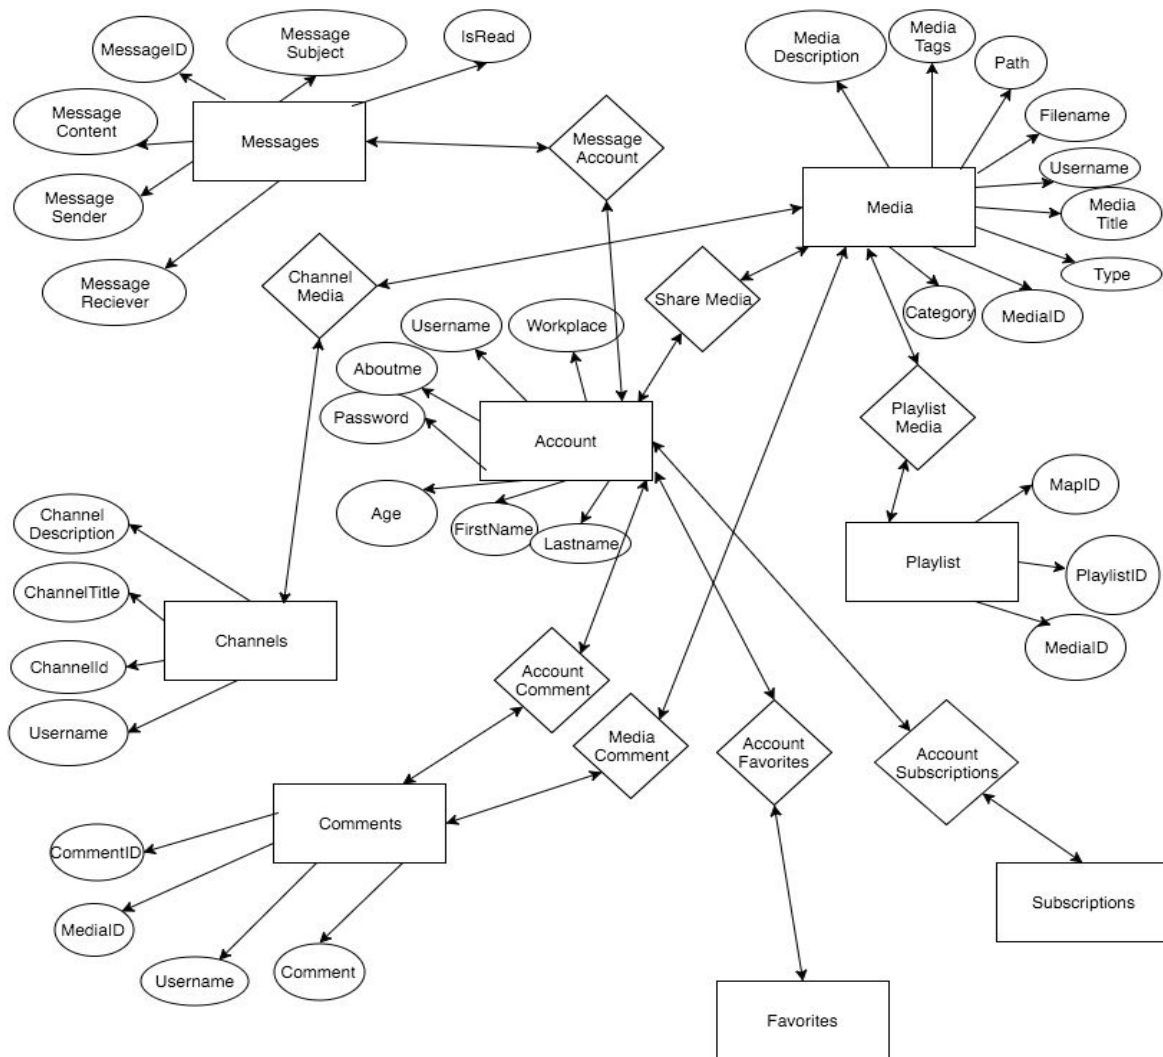 Message
Subject
IsRead
MessageID
Media
Description
Media
Tags
Path
Message
Content
Messages
Message
Account
Filename
Username
Message
Sender
Media
Media
Title
Message
Reciever
Channel
Media
Share Media
Type
Category
MediaID
Username
Workplace
Aboutme
Password
Account
Playlist
Media
Age
FirstName
Lastname
MapID
Channel
Description
Playlist
PlaylistID
ChannelTitle
Channels
MediaID
ChannelId
Account
Comment
Username
Media
Comment
Account
Favorites
Account
Subscriptions
Comments
CommentID
MediaID
Subscriptions
Username
Comment
Favorites